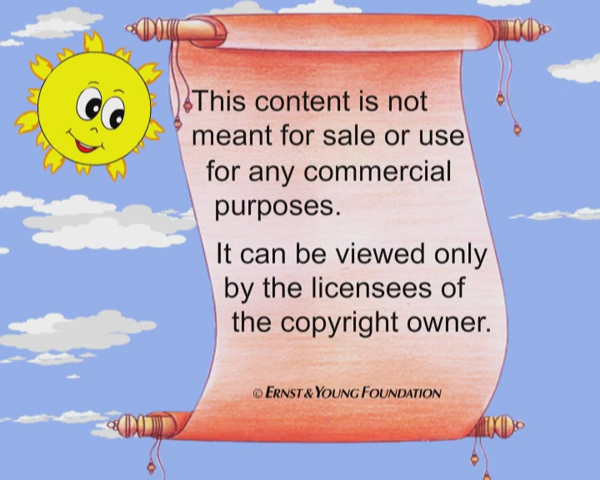 This content is not
meant for sale or use
for any commercial
purposes.
It can be viewed only
by the licensees of
the copyright owner.
© ERNST & YOUNG FOUNDATION